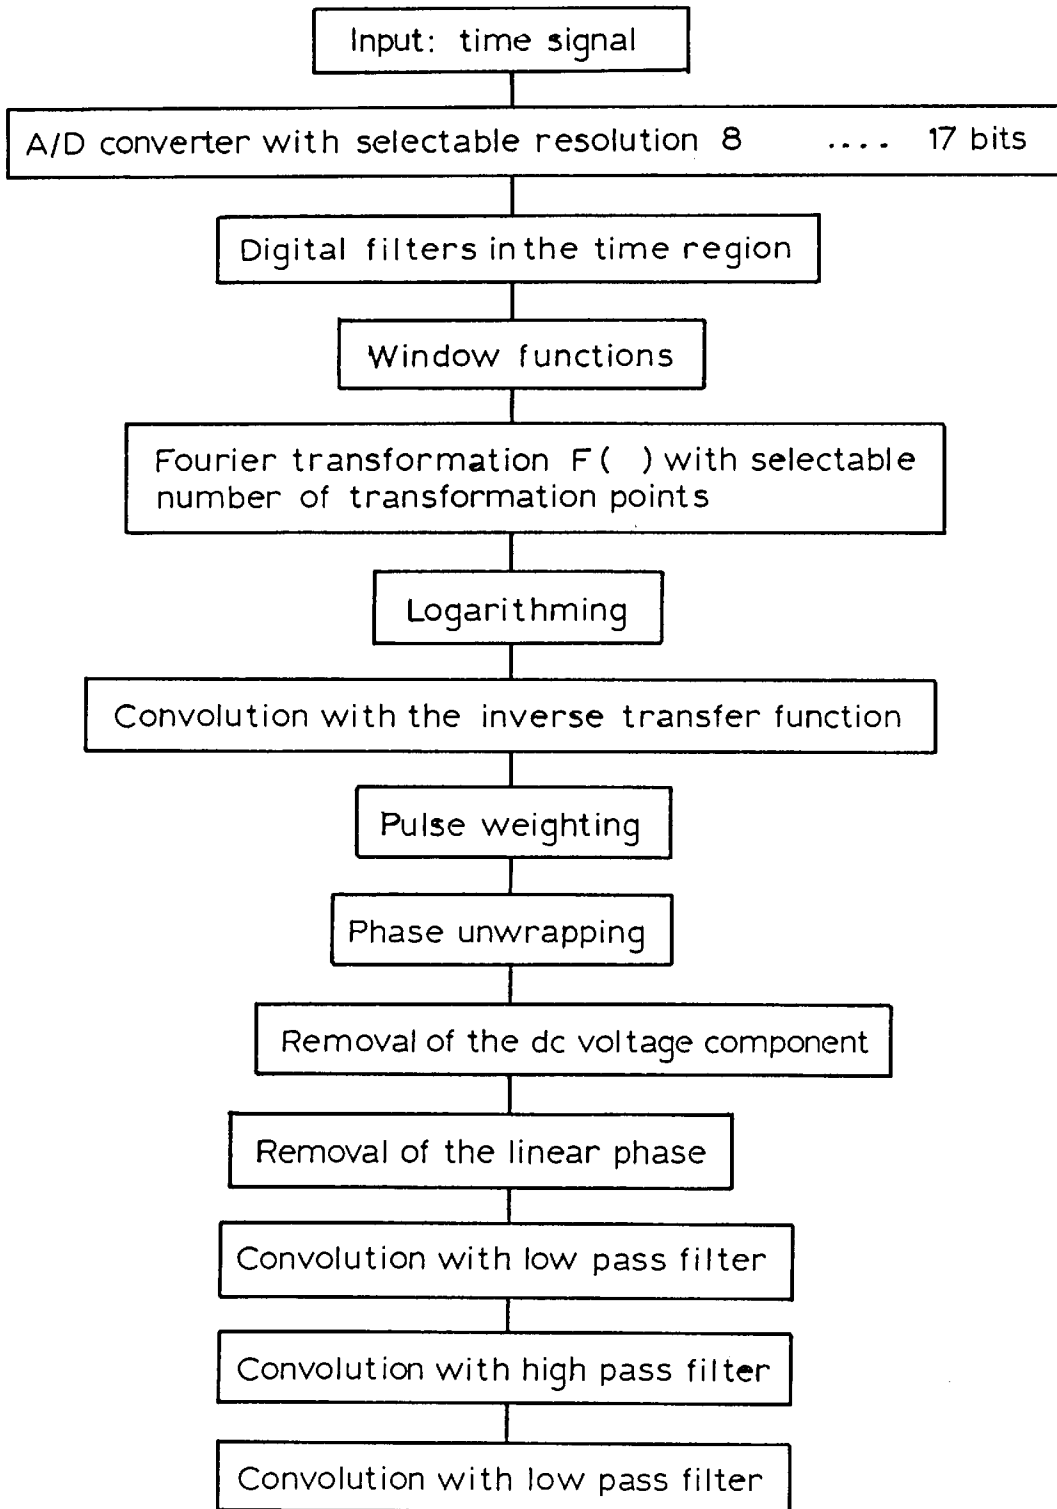 Input: time signal
A/D converter with selectable resolution 8 .... 17 bits
Digital filters in the time region
Window functions
Fourier transformation F( ) with selectable
number of transformation points
Logarithming
Convolution with the inverse transfer function
Pulse weighting
Phase unwrapping
Removal of the dc voltage component
Removal of the linear phase
Convolution with low pass filter
Convolution with high pass filter
Convolution with low pass filter